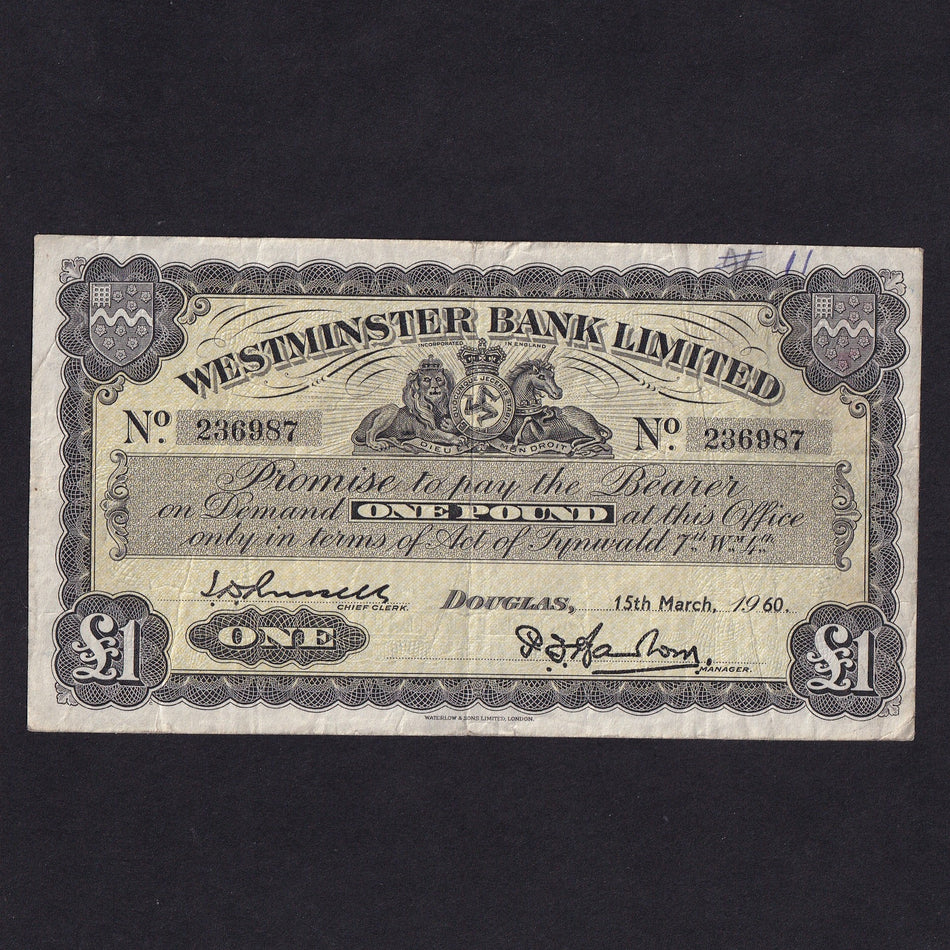 11
WESTMINSTER BANK LIMITED
INCORPORATED IN ENGLAND
DIEU ET MON DROIT
Nº. 236987
Nº. 236987
Promise to pay the Bearer
on Demand ONE POUND at this Office
only in terms of Act of Tynwald 7th Wm. 4th
CHIEF CLERK.
DOUGLAS, 15th March, 1960.
ONE
MANAGER.
£1
£1
WATERLOW & SONS LIMITED, LONDON.